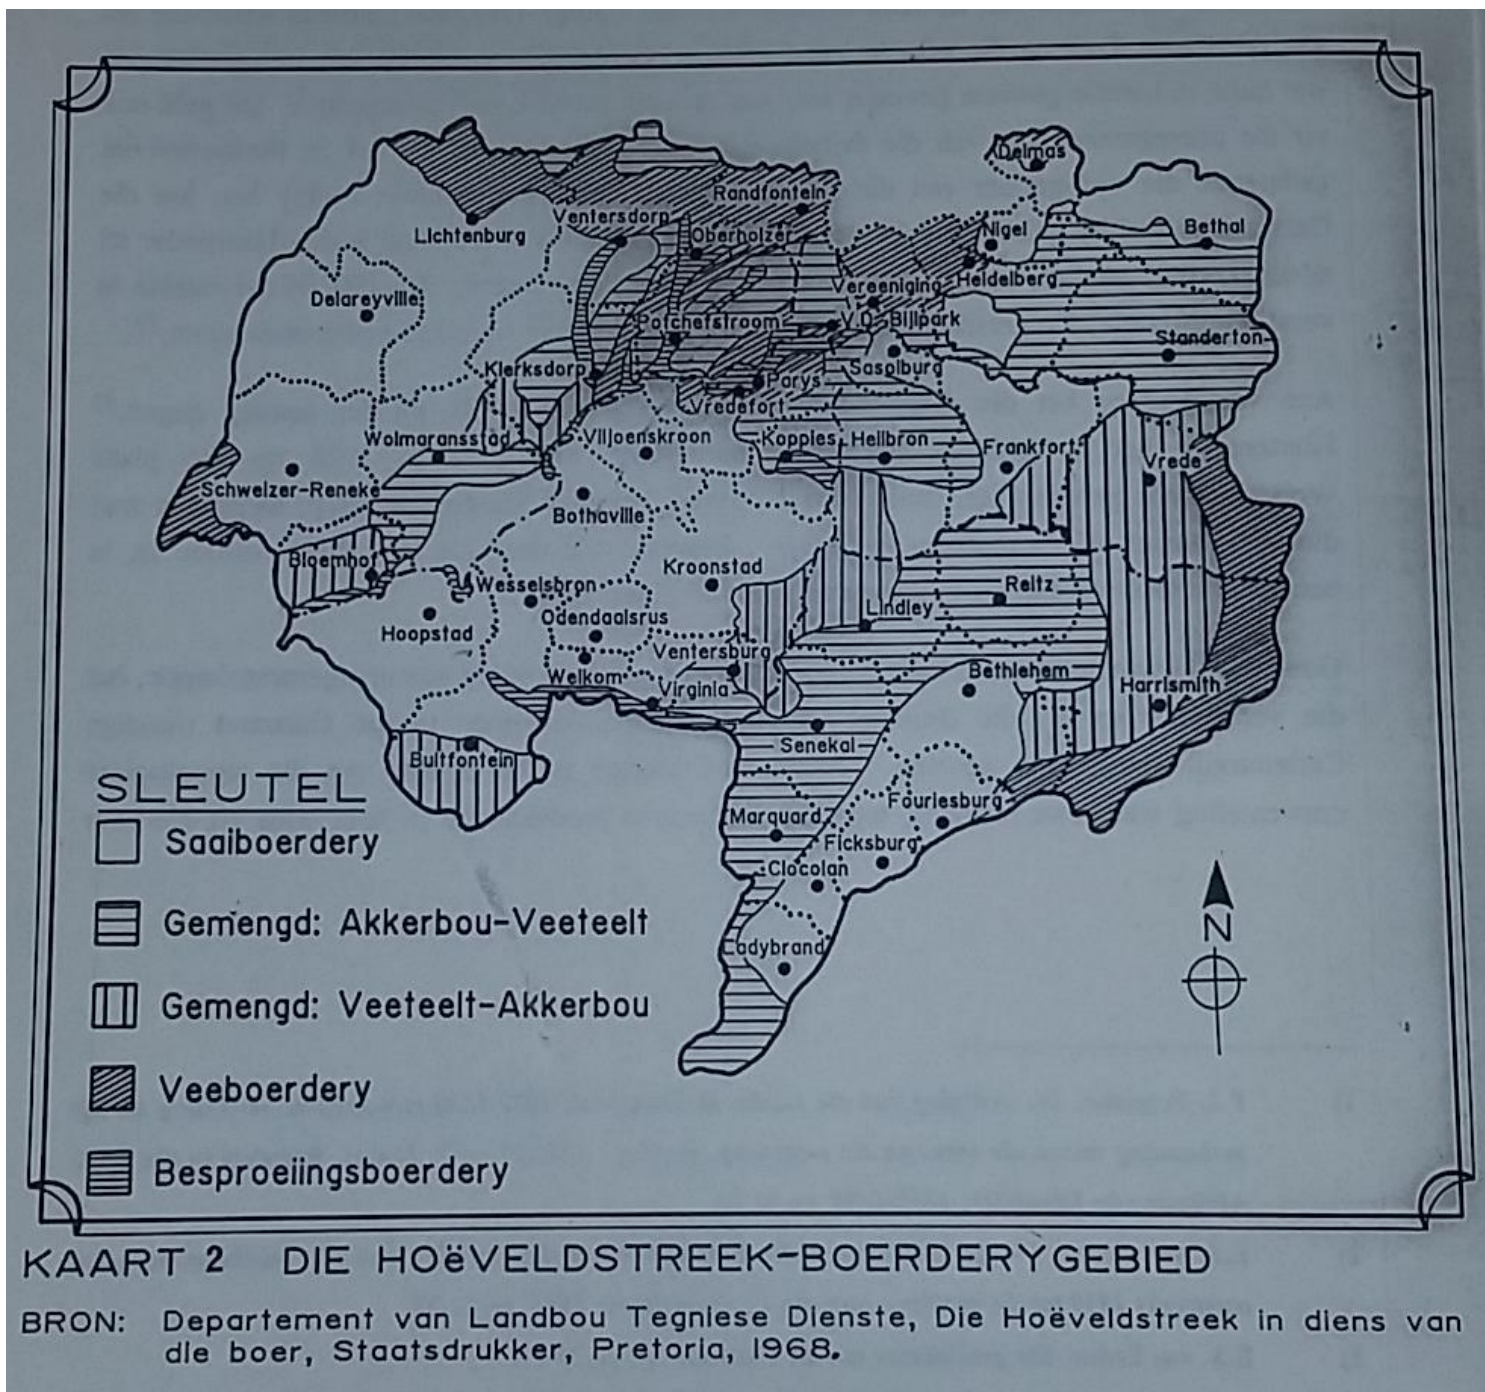 Delmas
Randfontein
Ventersdorp
Oberholzer
Nigel
Bethal
Lichtenburg
Heidelberg
Vereeniging
Delareyville
Potchefstroom
V.D. Bijlpark
Standerton
Klerksdorp
Sasolburg
Parys
Vredefort
Wolmaransstad
Viljoenskroon
Kopples
Heilbron
Frankfort
Vrede
Schweizer-Reneke
Bothaville
Bloemhof
Kroonstad
Wesselsbron
Reitz
Odendaalsrus
Lindley
Hoopstad
Ventersburg
Bethlehem
Welkom
Virginia
Harrismith
Senekal
Bultfontein
Fouriesburg
Marquard
Ficksburg
Clocolan
Ladybrand
SLEUTEL
Saaiboerdery
Gemengd: Akkerbou-Veeteelt
Gemengd: Veeteelt-Akkerbou
Veeboerdery
Besproeiingsboerdery
N
KAART 2 DIE HOëVELDSTREEK-BOERDERYGEBIED
BRON: Departement van Landbou Tegniese Dienste, Die Hoëveldstreek in diens van
die boer, Staatsdrukker, Pretoria, 1968.